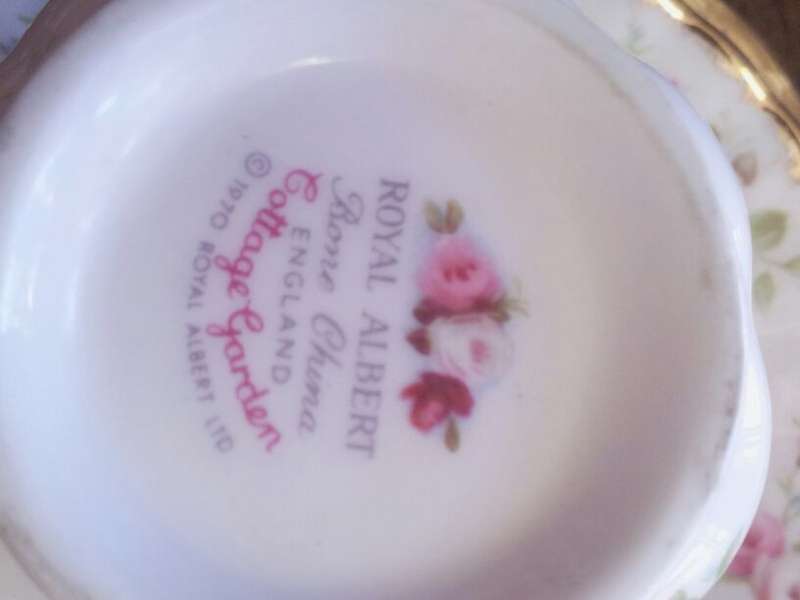 ROYAL ALBERT
Bone China
ENGLAND
Cottage Garden
© 1970 ROYAL ALBERT LTD